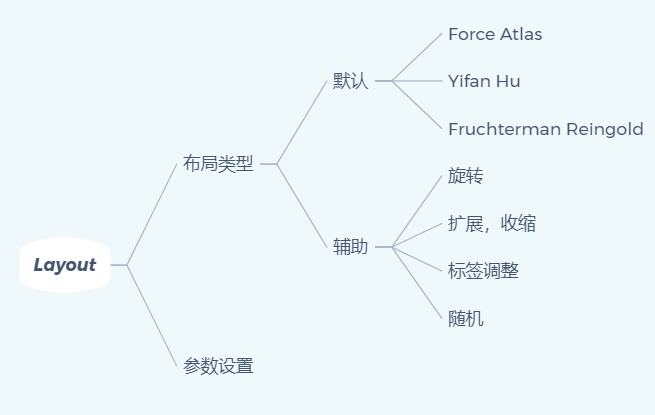 Layout
布局类型
默认
Force Atlas
Yifan Hu
Fruchterman Reingold
辅助
旋转
扩展，收缩
标签调整
随机
参数设置